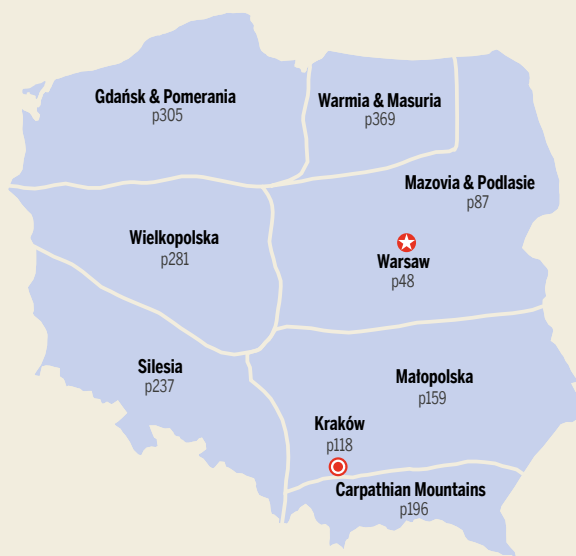 Gdańsk & Pomerania
p305
Warmia & Masuria
p369
Mazovia & Podlasie
p87
Wielkopolska
p281
Warsaw
p48
Silesia
p237
Małopolska
p159
Kraków
p118
Carpathian Mountains
p196